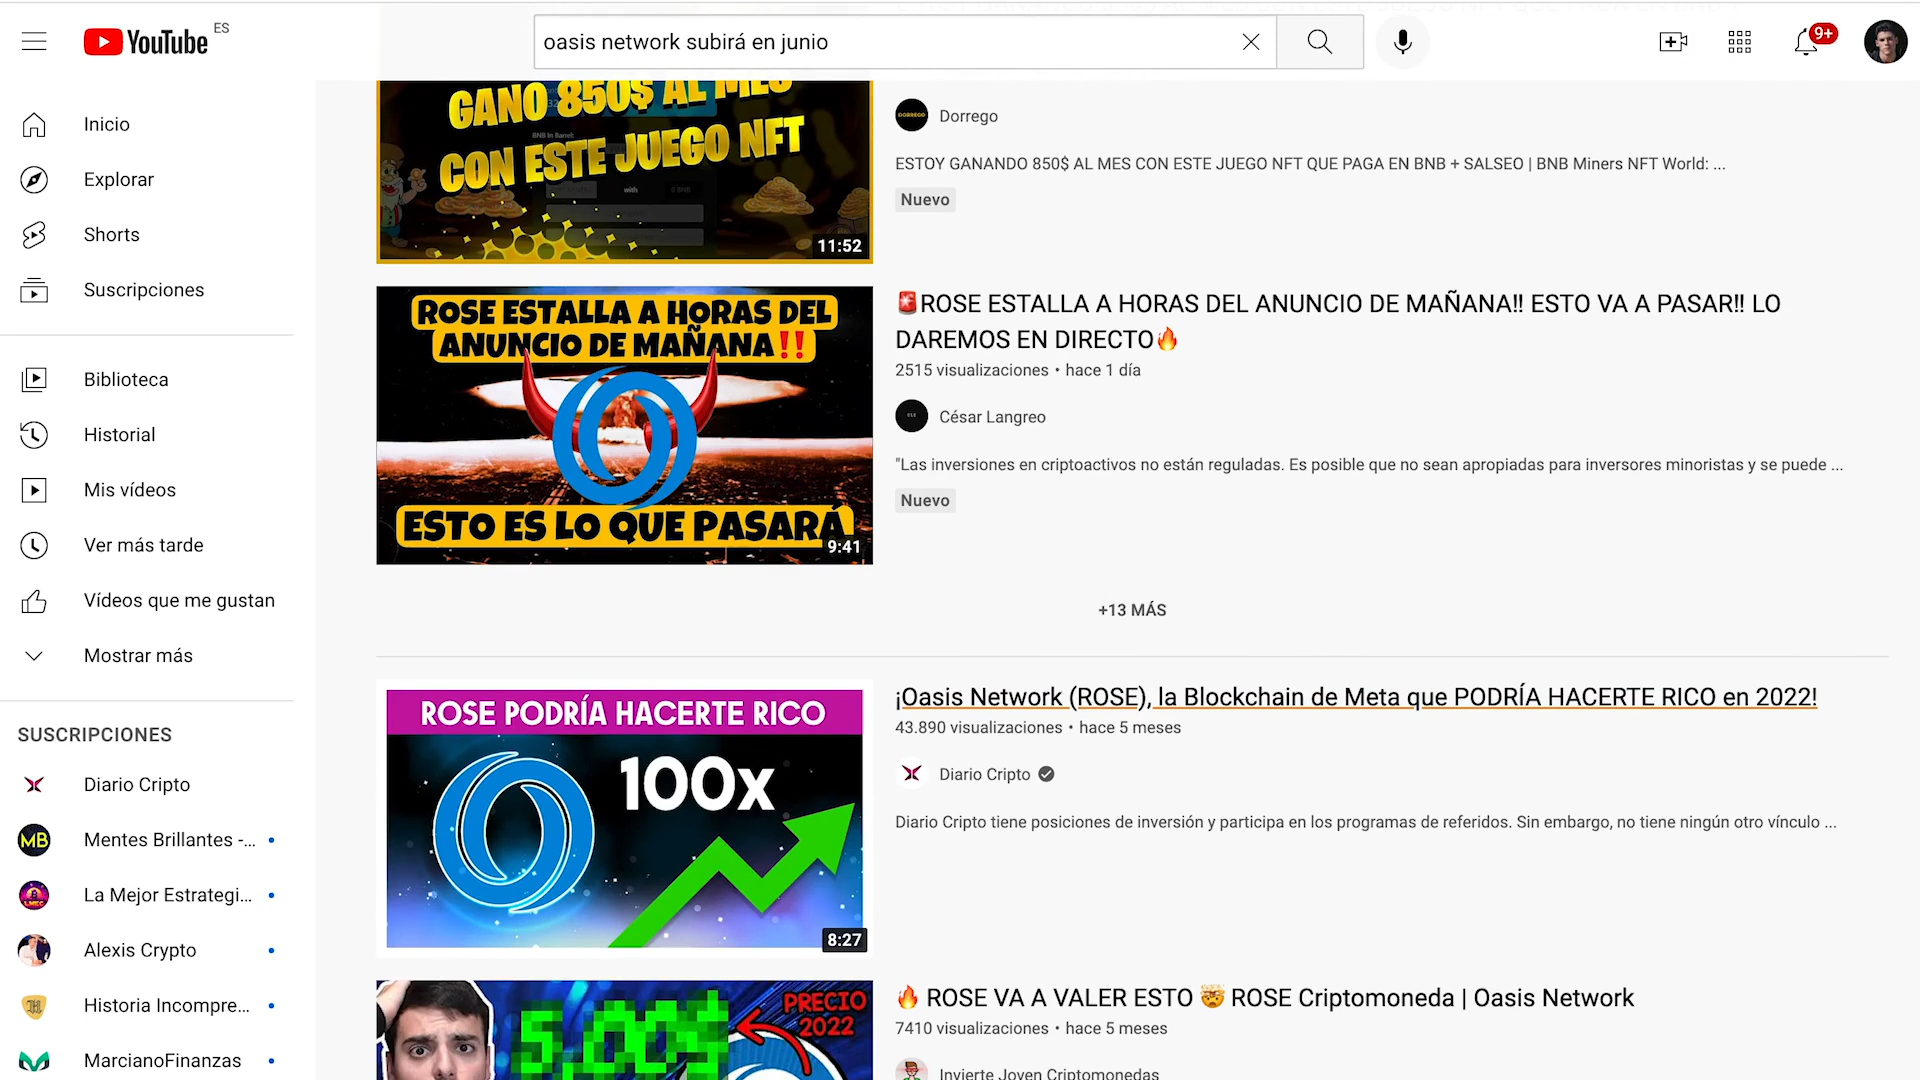 YouTube ES
oasis network subirá en junio
9+
Inicio
Explorar
Shorts
Suscripciones
Biblioteca
Historial
Mis vídeos
Ver más tarde
Vídeos que me gustan
Mostrar más
SUSCRIPCIONES
Diario Cripto
MB
Mentes Brillantes -...
La Mejor Estrategi...
Alexis Crypto
Historia Incompre...
MarcianoFinanzas
GANO 850$ AL MES
CON ESTE JUEGO NFT
BNB In Barrel:
with
11:52
DORREGO
Dorrego
ESTOY GANANDO 850$ AL MES CON ESTE JUEGO NFT QUE PAGA EN BNB + SALSEO | BNB Miners NFT World: ...
Nuevo
ROSE ESTALLA A HORAS DEL
ANUNCIO DE MAÑANA!!
ESTO ES LO QUE PASARÁ
9:41
🚨ROSE ESTALLA A HORAS DEL ANUNCIO DE MAÑANA!! ESTO VA A PASAR!! LO
DAREMOS EN DIRECTO🔥
2515 visualizaciones • hace 1 día
César Langreo
"Las inversiones en criptoactivos no están reguladas. Es posible que no sean apropiadas para inversores minoristas y se puede ...
Nuevo
+13 MÁS
ROSE PODRÍA HACERTE RICO
100x
8:27
¡Oasis Network (ROSE), la Blockchain de Meta que PODRÍA HACERTE RICO en 2022!
43.890 visualizaciones • hace 5 meses
Diario Cripto
Diario Cripto tiene posiciones de inversión y participa en los programas de referidos. Sin embargo, no tiene ningún otro vínculo ...
5,00$
PRECIO
2022
🔥 ROSE VA A VALER ESTO 🤯 ROSE Criptomoneda | Oasis Network
7410 visualizaciones • hace 5 meses
Invierte Joven Criptomonedas